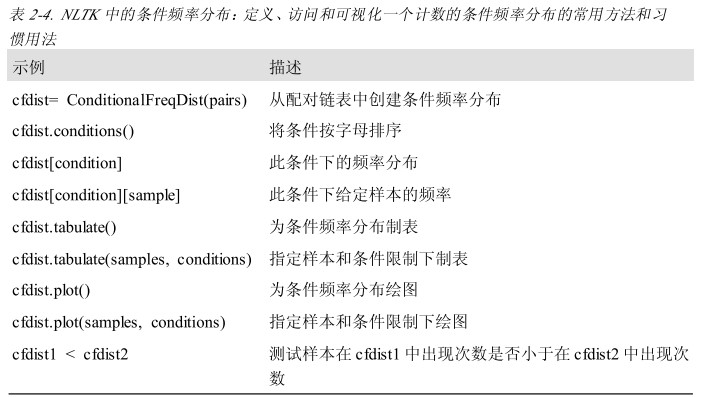 表 2-4. NLTK 中的条件频率分布：定义、访问和可视化一个计数的条件频率分布的常用方法和习
惯用法
示例 描述
cfdist= ConditionalFreqDist(pairs) 从配对链表中创建条件频率分布
cfdist.conditions() 将条件按字母排序
cfdist[condition] 此条件下的频率分布
cfdist[condition][sample] 此条件下给定样本的频率
cfdist.tabulate() 为条件频率分布制表
cfdist.tabulate(samples, conditions) 指定样本和条件限制下制表
cfdist.plot() 为条件频率分布绘图
cfdist.plot(samples, conditions) 指定样本和条件限制下绘图
cfdist1 < cfdist2 测试样本在 cfdist1 中出现次数是否小于在 cfdist2 中出现次
数